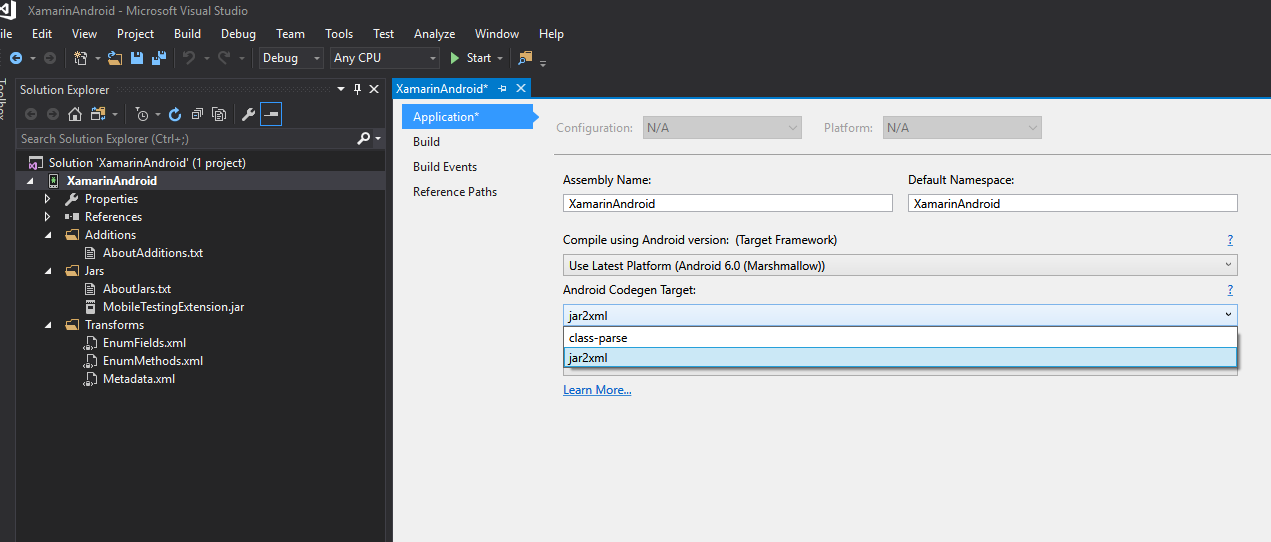 XamarinAndroid - Microsoft Visual Studio
ile Edit View Project Build Debug Team Tools Test Analyze Window Help
Debug Any CPU Start
Toolbox
Solution Explorer
Search Solution Explorer (Ctrl+;)
Solution 'XamarinAndroid' (1 project)
XamarinAndroid
Properties
References
Additions
AboutAdditions.txt
Jars
AboutJars.txt
MobileTestingExtension.jar
Transforms
EnumFields.xml
EnumMethods.xml
Metadata.xml
XamarinAndroid*
Application*
Build
Build Events
Reference Paths
Configuration: N/A Platform: N/A
Assembly Name: Default Namespace:
XamarinAndroid XamarinAndroid
Compile using Android version: (Target Framework) ?
Use Latest Platform (Android 6.0 (Marshmallow))
Android Codegen Target: ?
jar2xml
class-parse
jar2xml
Learn More...